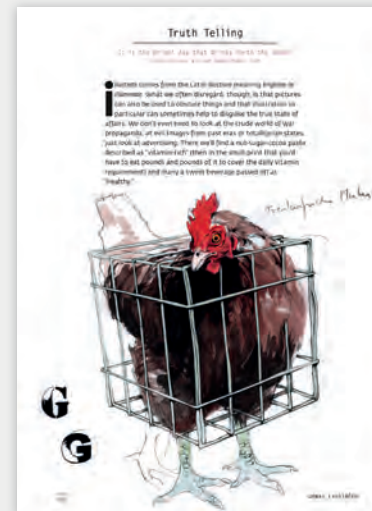 Truth Telling
llustrate comes from the Latin illustrare meaning enlighten or
illuminate. What we often disregard, though, is that pictures
can also be used to obscure things and that illustration in
particular can sometimes help to disguise the true state of
affairs. We don't even need to look at the crude world of war
propaganda, at evil images from past eras or totalitarian states.
Just look at advertising. There we'll find a nut-sugar-cocoa paste
described as "vitamin-rich" (then in the small print that you'd
have to eat pounds and pounds of it to cover the daily vitamin
requirement) and many a sweet beverage passed off as
"healthy."
G
G